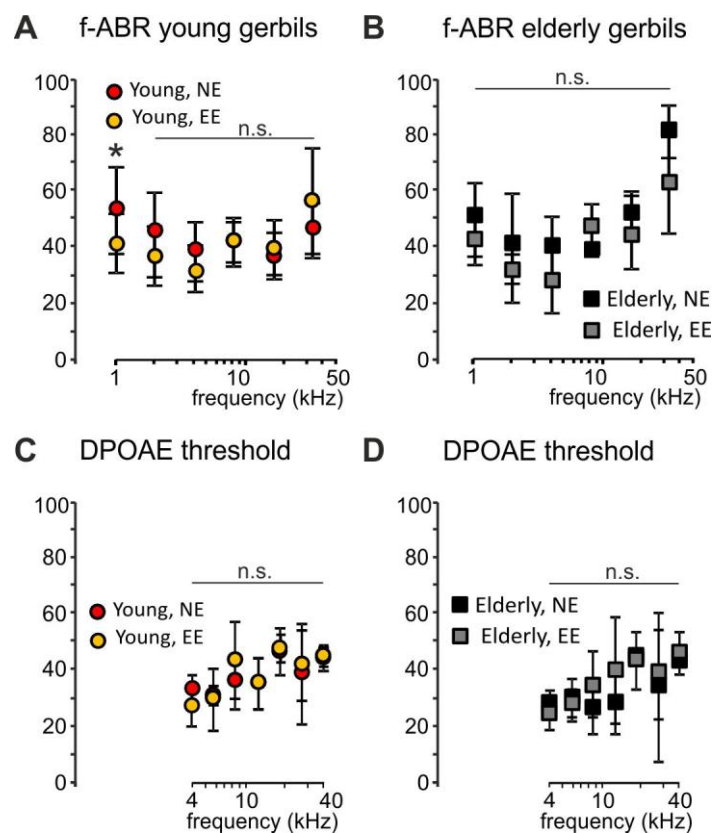 A f-ABR young gerbils
100
80
60
40
20
0
Young, NE
Young, EE
*
n.s.
1
10
50
frequency (kHz)
B f-ABR elderly gerbils
100
80
60
40
20
0
n.s.
Elderly, NE
Elderly, EE
1
10
50
frequency (kHz)
C DPOAE threshold
100
80
60
40
20
0
n.s.
Young, NE
Young, EE
4
10
40
frequency (kHz)
D DPOAE threshold
100
80
60
40
20
0
n.s.
Elderly, NE
Elderly, EE
4
10
40
frequency (kHz)